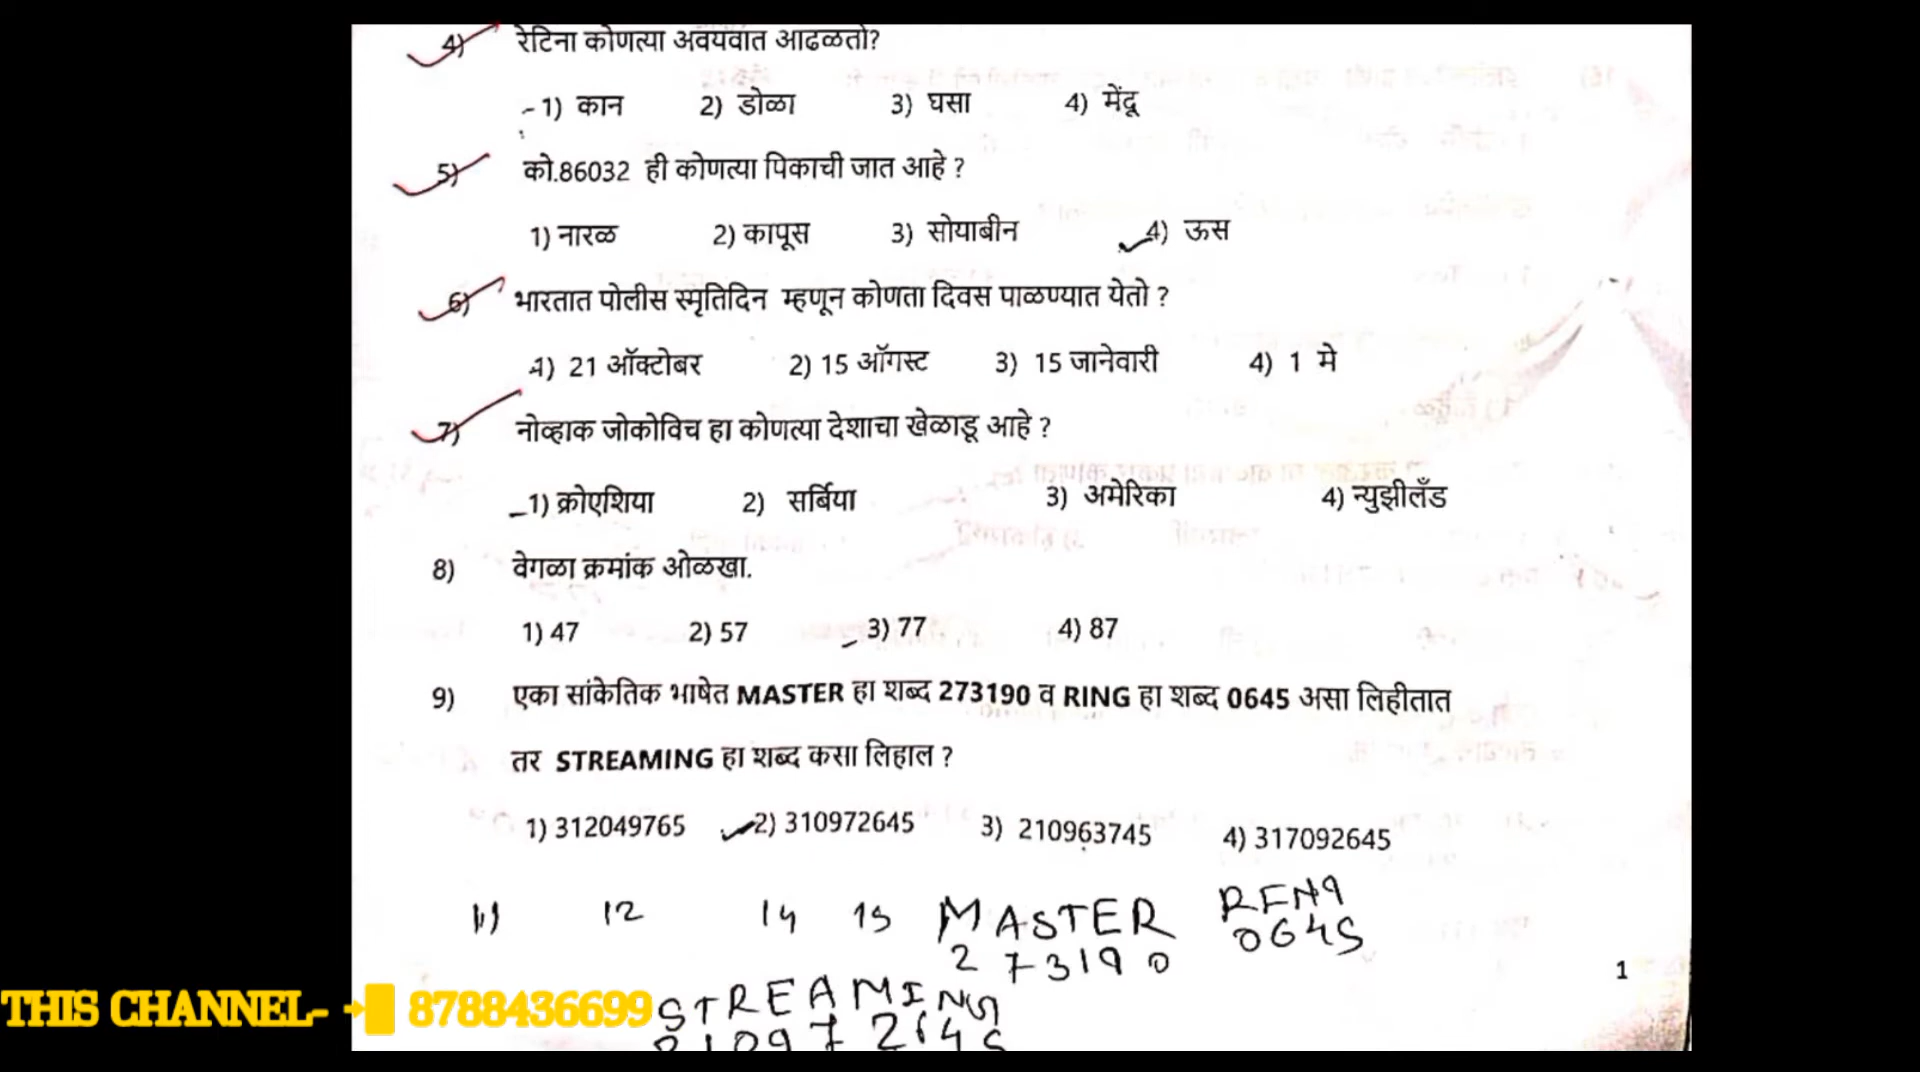 4) रेटिना कोणत्या अवयवात आढळतो?
1) कान 2) डोळा 3) घसा 4) मेंदू
5) को.86032 ही कोणत्या पिकाची जात आहे ?
1) नारळ 2) कापूस 3) सोयाबीन 4) ऊस
6) भारतात पोलीस स्मृतिदिन म्हणून कोणता दिवस पाळण्यात येतो ?
1) 21 ऑक्टोबर 2) 15 ऑगस्ट 3) 15 जानेवारी 4) 1 मे
7) नोव्हाक जोकोविच हा कोणत्या देशाचा खेळाडू आहे ?
1) क्रोएशिया 2) सर्बिया 3) अमेरिका 4) न्युझीलँड
8) वेगळा क्रमांक ओळखा.
1) 47 2) 57 3) 77 4) 87
9) एका सांकेतिक भाषेत MASTER हा शब्द 273190 व RING हा शब्द 0645 असा लिहीतात
तर STREAMING हा शब्द कसा लिहाल ?
1) 312049765 2) 310972645 3) 210963745 4) 317092645
12 14 15 MASTER
273190 0645
1
STREAMING
THIS CHANNEL- 8788436699